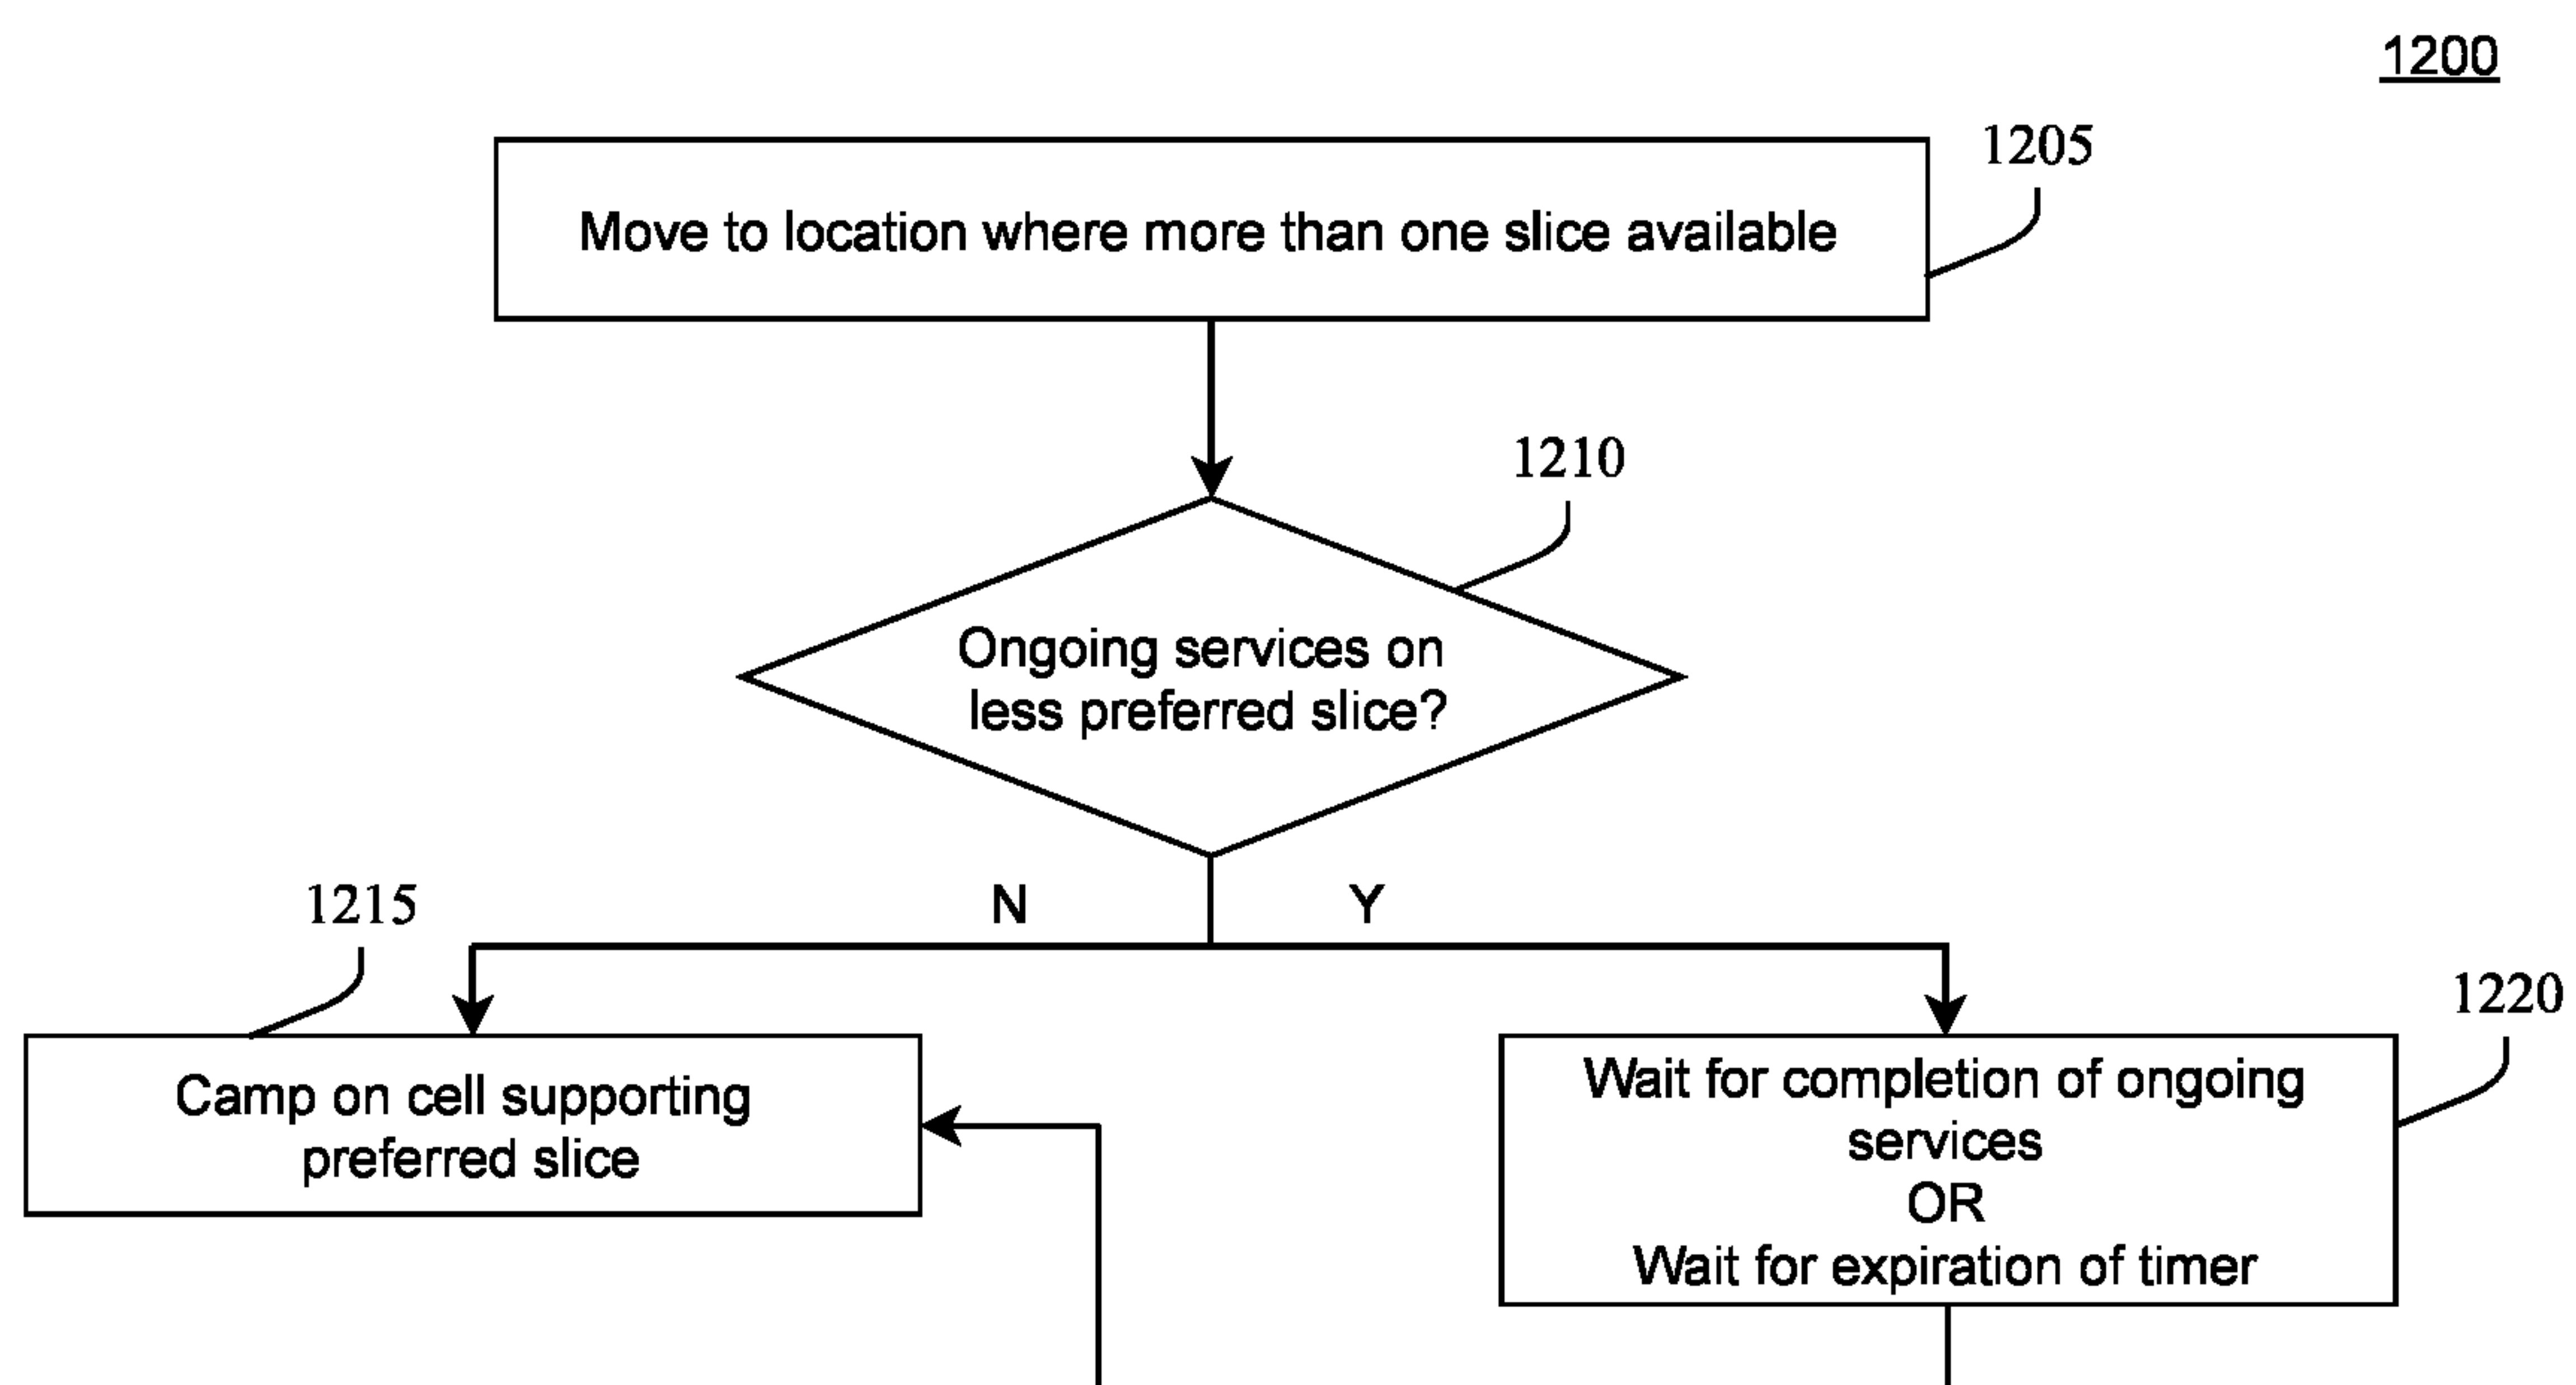 1200
1205
Move to location where more than one slice available
1210
Ongoing services on
less preferred slice?
N
Y
1215
1220
Camp on cell supporting
preferred slice
Wait for completion of ongoing
services
OR
Wait for expiration of timer